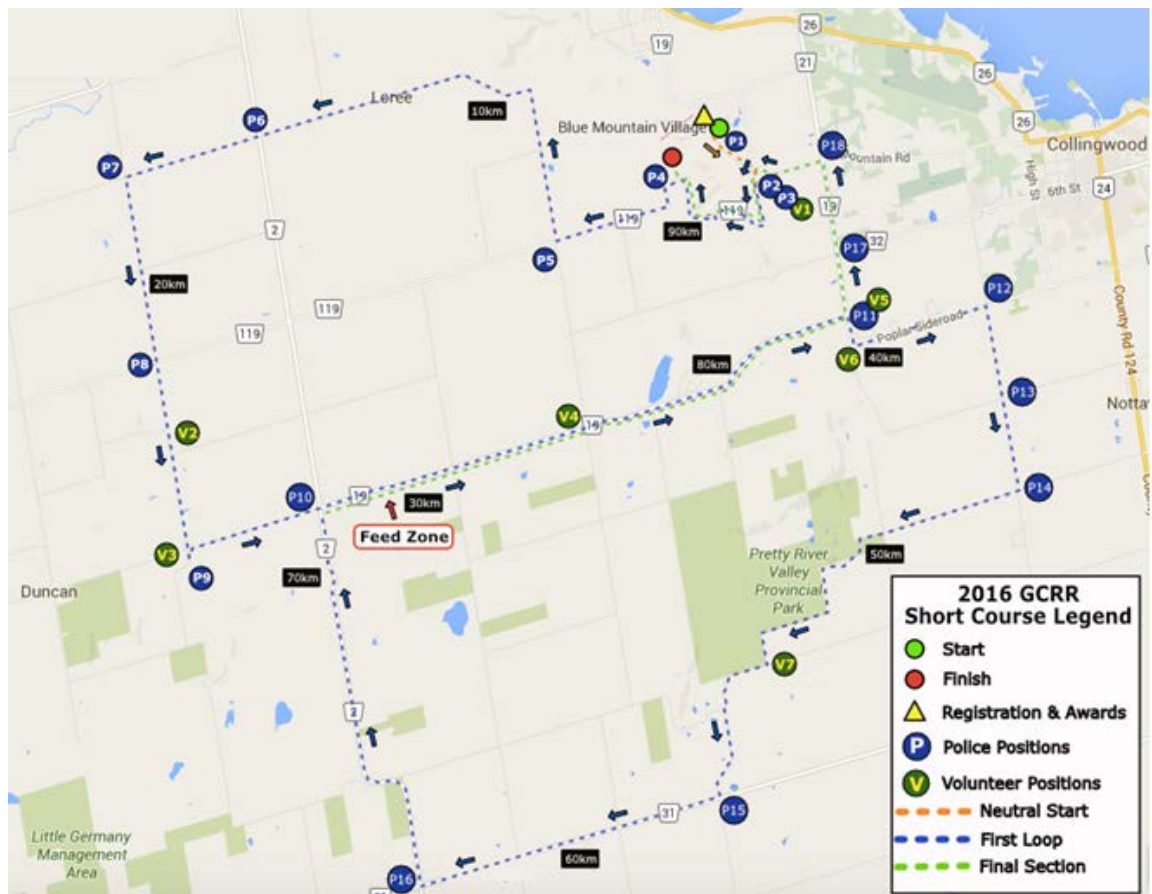 26
19
21
26
Loree
10km
P6
Blue Mountain Village
P1
P18
Mountain Rd
26
Collingwood
High St
6th St
24
P7
P4
P2
P3
V1
119
119
19
90km
32
P5
P17
2
20km
119
119
P12
V5
P11
Poplar Sideroad
V6
40km
County Rd 124
P8
80km
P13
V2
V4
19
P10
19
30km
Feed Zone
P14
V3
2
P9
70km
Duncan
Pretty River
Valley
Provincial
Park
50km
V7
2
P15
31
60km
P16
Little Germany
Management
Area
2016 GCRR
Short Course Legend
Start
Finish
Registration & Awards
P Police Positions
V Volunteer Positions
Neutral Start
First Loop
Final Section